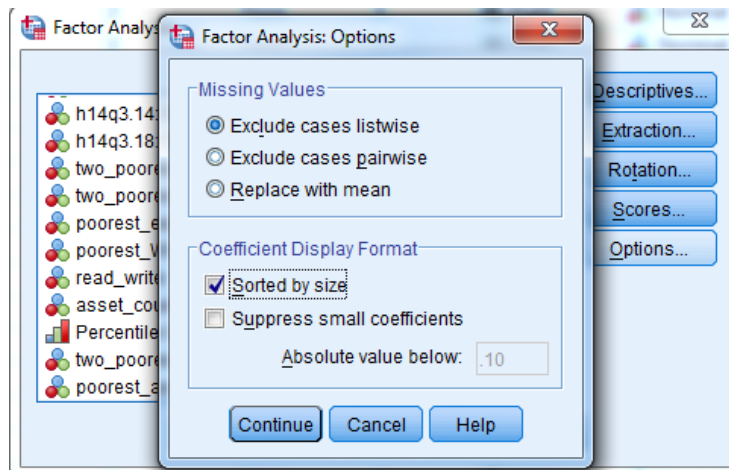 Factor Analys
Factor Analysis: Options
h14q3.14
h14q3.18
two_poore
two_poore
poorest_e
poorest_W
read_write
asset_cou
Percentile
two_poore
poorest_a
Missing Values
Exclude cases listwise
Exclude cases pairwise
Replace with mean
Coefficient Display Format
Sorted by size
Suppress small coefficients
Absolute value below: .10
Continue Cancel Help
Descriptives...
Extraction...
Rotation...
Scores...
Options...